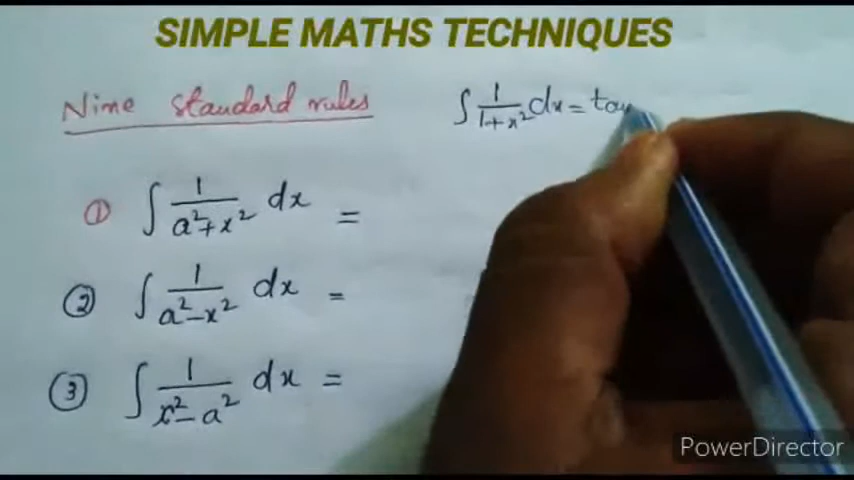 SIMPLE MATHS TECHNIQUES
Nine standard rules
∫ 1/(1+x²) dx = tan
① ∫ 1/(a²+x²) dx =
② ∫ 1/(a²-x²) dx =
③ ∫ 1/(x²-a²) dx =
PowerDirector